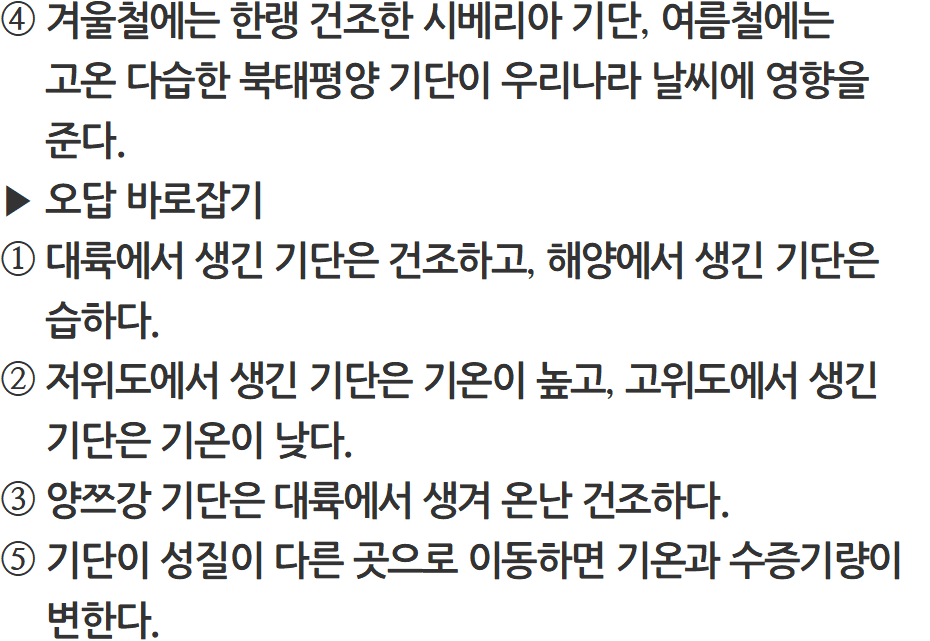 ④ 겨울철에는 한랭 건조한 시베리아 기단, 여름철에는
고온 다습한 북태평양 기단이 우리나라 날씨에 영향을
준다.
▶ 오답 바로잡기
① 대륙에서 생긴 기단은 건조하고, 해양에서 생긴 기단은
습하다.
② 저위도에서 생긴 기단은 기온이 높고, 고위도에서 생긴
기단은 기온이 낮다.
③ 양쯔강 기단은 대륙에서 생겨 온난 건조하다.
⑤ 기단이 성질이 다른 곳으로 이동하면 기온과 수증기량이
변한다.